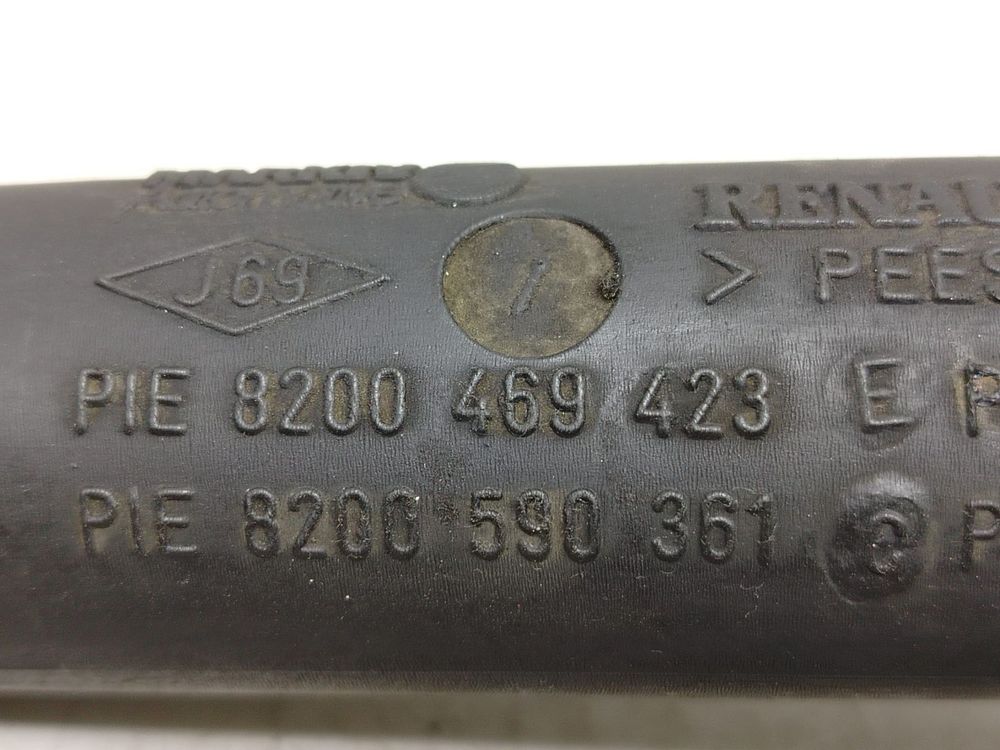 RENAU
J69
> PEES
PIE 8200 469 423 E P
PIE 8200 590 361 C P